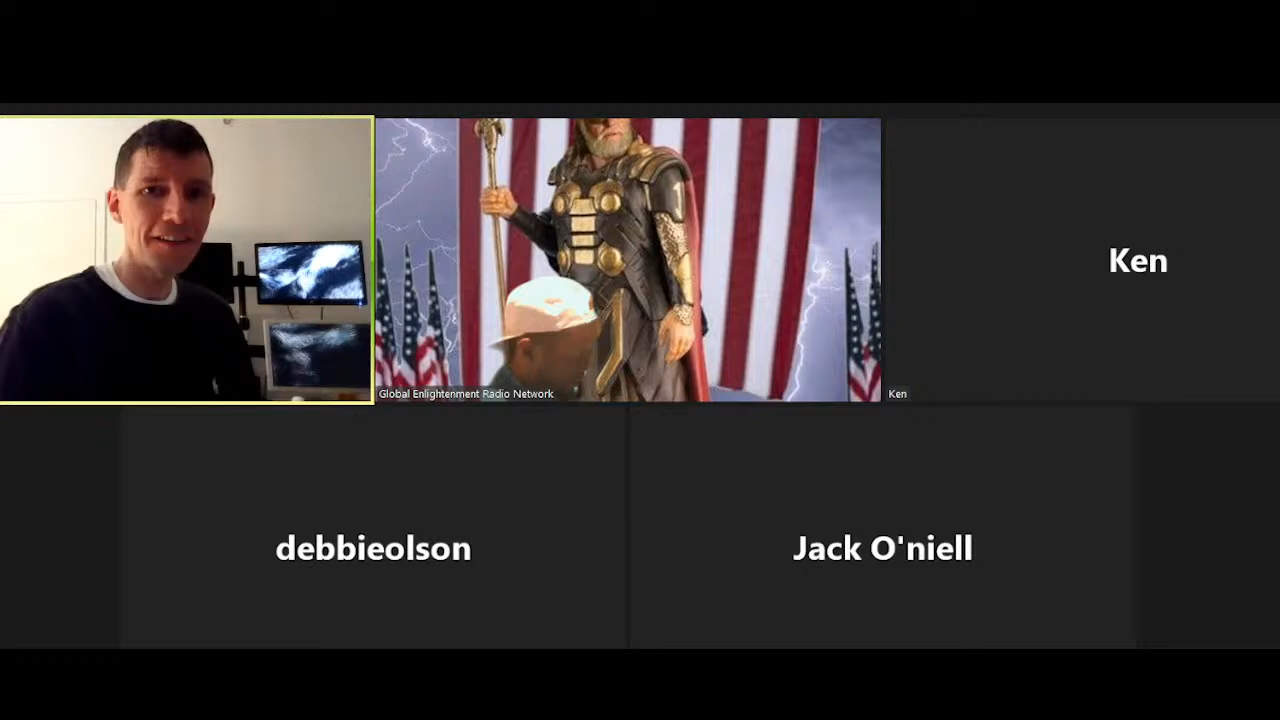 Ken
Global Enlightenment Radio Network
Ken
debbieolson
Jack O'niell